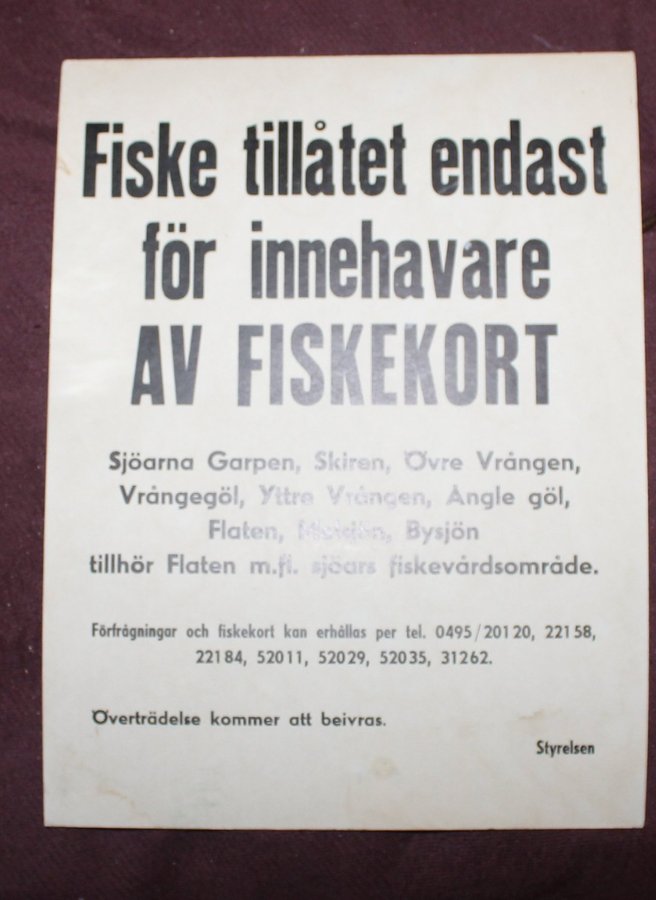 Fiske tillåtet endast
för innehavare
AV FISKEKORT
Sjöarna Garpen, Skiren, Övre Vrången,
Vrångegöl, Yttre Vrången, Ängle göl,
Flaten, Bysjön
tillhör Flaten m.fl. sjöars fiskevårdsområde.
Förfrågningar och fiskekort kan erhållas per tel. 0495/20120, 22158,
22184, 52011, 52029, 52035, 31262.
Överträdelse kommer att beivras.
Styrelsen